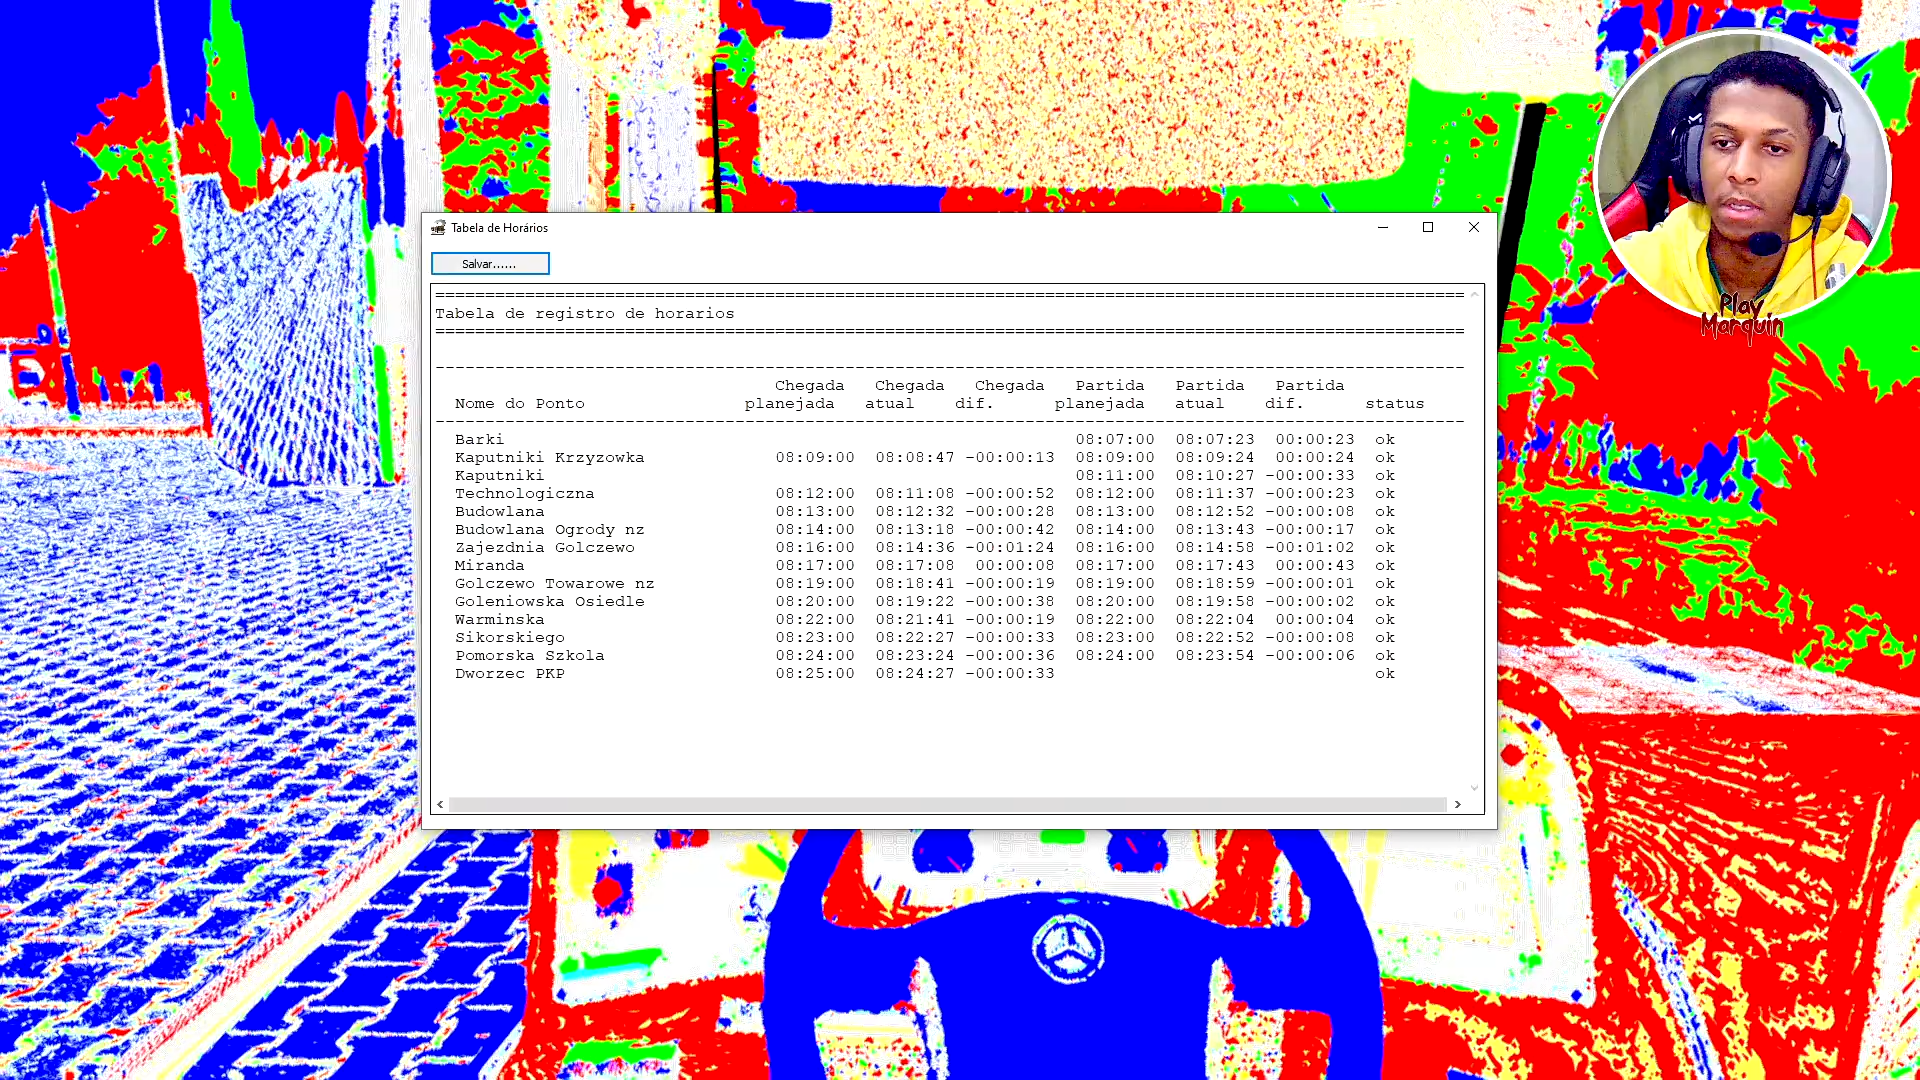 Tabela de Horários
Salvar......
Tabela de registro de horarios
Chegada Chegada Chegada Partida Partida Partida
Nome do Ponto planejada atual dif. planejada atual dif. status
Barki 08:07:00 08:07:23 00:00:23 ok
Kaputniki Krzyzowka 08:09:00 08:08:47 -00:00:13 08:09:00 08:09:24 00:00:24 ok
Kaputniki 08:11:00 08:10:27 -00:00:33 ok
Technologiczna 08:12:00 08:11:08 -00:00:52 08:12:00 08:11:37 -00:00:23 ok
Budowlana 08:13:00 08:12:32 -00:00:28 08:13:00 08:12:52 -00:00:08 ok
Budowlana Ogrody nz 08:14:00 08:13:18 -00:00:42 08:14:00 08:13:43 -00:00:17 ok
Zajezdnia Golczewo 08:16:00 08:14:36 -00:01:24 08:16:00 08:14:58 -00:01:02 ok
Miranda 08:17:00 08:17:08 00:00:08 08:17:00 08:17:43 00:00:43 ok
Golczewo Towarowe nz 08:19:00 08:18:41 -00:00:19 08:19:00 08:18:59 -00:00:01 ok
Goleniowska Osiedle 08:20:00 08:19:22 -00:00:38 08:20:00 08:19:58 -00:00:02 ok
Warminska 08:22:00 08:21:41 -00:00:19 08:22:00 08:22:04 00:00:04 ok
Sikorskiego 08:23:00 08:22:27 -00:00:33 08:23:00 08:22:52 -00:00:08 ok
Pomorska Szkola 08:24:00 08:23:24 -00:00:36 08:24:00 08:23:54 -00:00:06 ok
Dworzec PKP 08:25:00 08:24:27 -00:00:33 ok
Play
Marquin